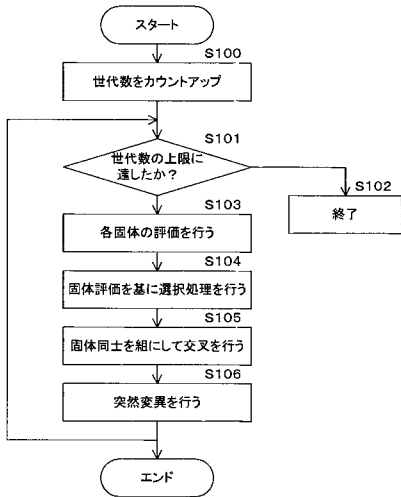 スタート
S100
世代数をカウントアップ
S101
世代数の上限に
達したか？
S102
終了
S103
各固体の評価を行う
S104
固体評価を基に選択処理を行う
S105
固体同士を組にして交叉を行う
S106
突然変異を行う
エンド